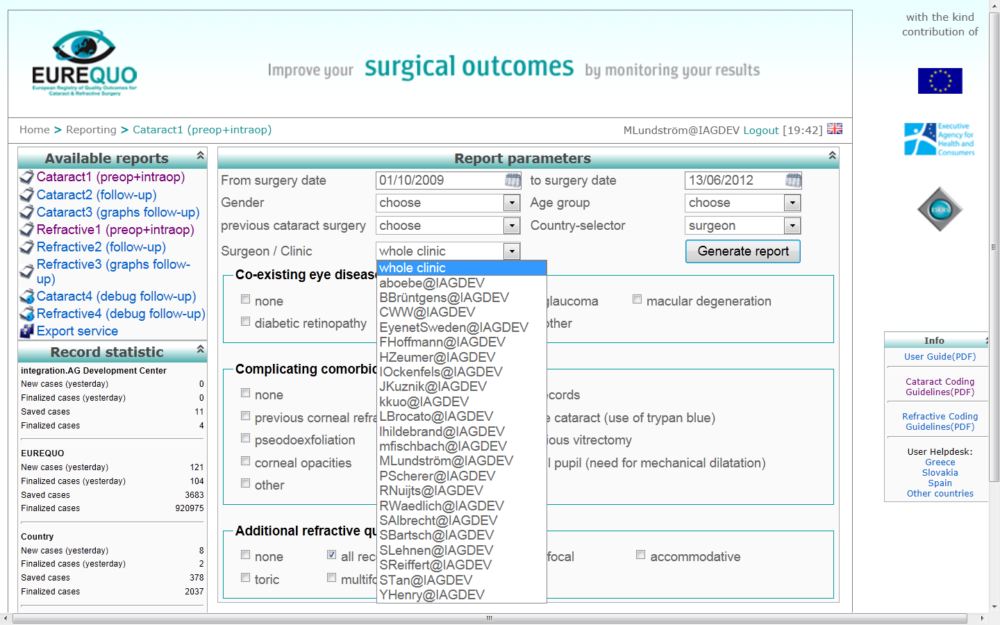 with the kind
contribution of
EUREQUO
European Registry of Quality Outcomes for
Cataract & Refractive Surgery
Improve your surgical outcomes by monitoring your results
Home > Reporting > Cataract1 (preop+intraop)
MLundström@IAGDEV Logout [19:42]
Executive
Agency for
Health and
Consumers
ESCRS
Available reports
Cataract1 (preop+intraop)
Cataract2 (follow-up)
Cataract3 (graphs follow-up)
Refractive1 (preop+intraop)
Refractive2 (follow-up)
Refractive3 (graphs follow-
up)
Cataract4 (debug follow-up)
Refractive4 (debug follow-up)
Export service
Record statistic
integration.AG Development Center
New cases (yesterday) 0
Finalized cases (yesterday) 0
Saved cases 11
Finalized cases 4
EUREQUO
New cases (yesterday) 121
Finalized cases (yesterday) 104
Saved cases 3683
Finalized cases 920975
Country
New cases (yesterday) 8
Finalized cases (yesterday) 2
Saved cases 378
Finalized cases 2037
Report parameters
From surgery date 01/10/2009 to surgery date 13/06/2012
Gender choose Age group choose
previous cataract surgery choose Country-selector surgeon
Surgeon / Clinic whole clinic Generate report
whole clinic
aboebe@IAGDEV
BBrüntgens@IAGDEV
CWW@IAGDEV
EyenetSweden@IAGDEV
FHoffmann@IAGDEV
HZeumer@IAGDEV
IOckenfels@IAGDEV
JKuznik@IAGDEV
kkuo@IAGDEV
LBrocato@IAGDEV
lhildebrand@IAGDEV
mfischbach@IAGDEV
MLundström@IAGDEV
PScherer@IAGDEV
RNuijts@IAGDEV
RWaedlich@IAGDEV
SAlbrecht@IAGDEV
SBartsch@IAGDEV
SLehnen@IAGDEV
SReiffert@IAGDEV
STan@IAGDEV
YHenry@IAGDEV
Co-existing eye disease
none glaucoma macular degeneration
diabetic retinopathy other
Complicating comorbid
none ecords
previous corneal refra e cataract (use of trypan blue)
pseodoexfoliation ious vitrectomy
corneal opacities l pupil (need for mechanical dilatation)
other
Additional refractive qu
none all reco focal accommodative
toric multifo
Info
User Guide(PDF)
Cataract Coding
Guidelines(PDF)
Refractive Coding
Guidelines(PDF)
User Helpdesk:
Greece
Slovakia
Spain
Other countries